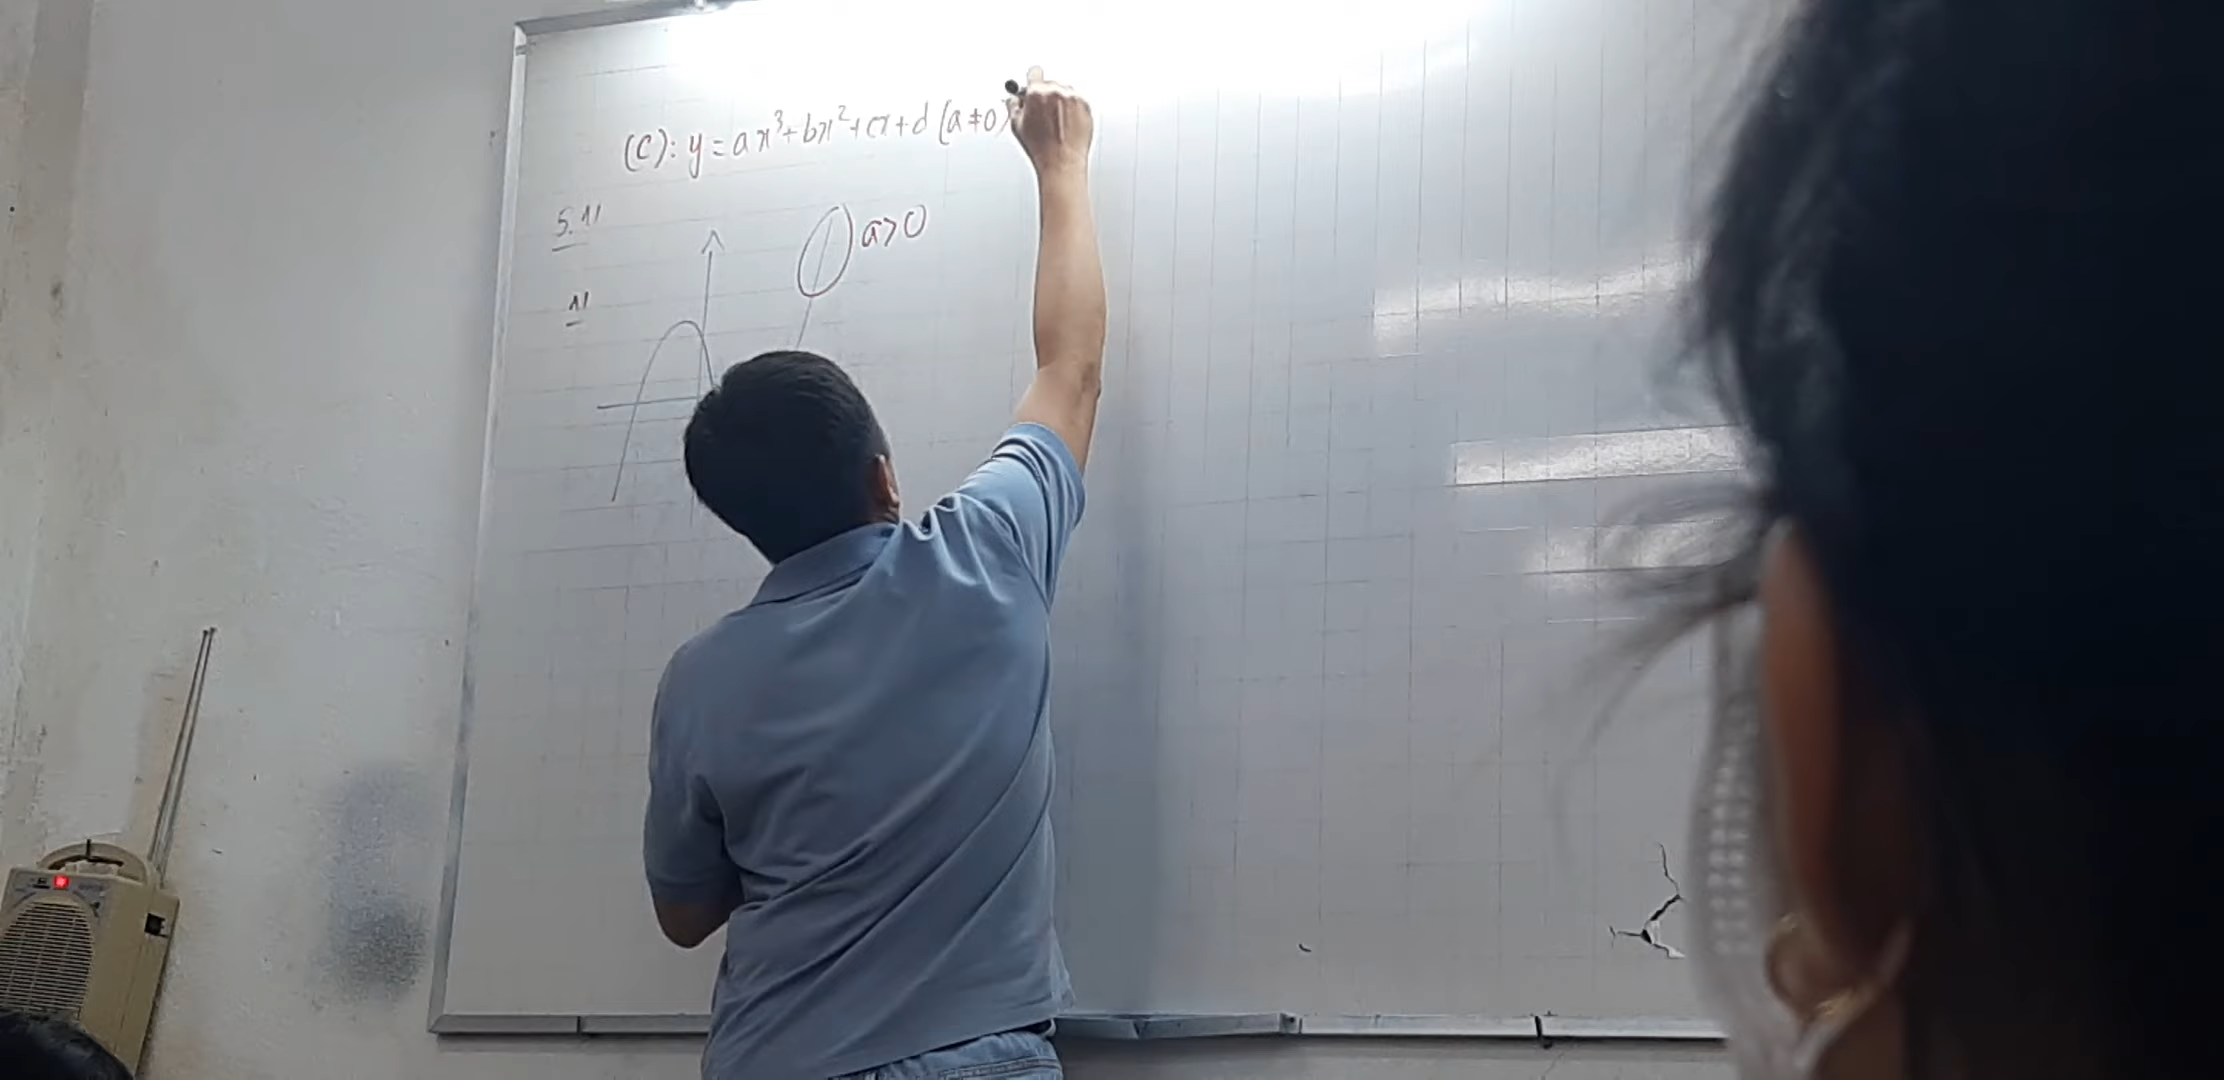 (C): y = ax³ + bx² + cx + d (a ≠ 0)
5.1/
a > 0
1/